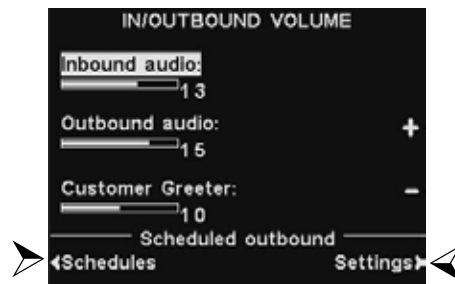 IN/OUTBOUND VOLUME
Inbound audio:
13
Outbound audio:
+
15
Customer Greeter:
-
10
Scheduled outbound
Schedules Settings